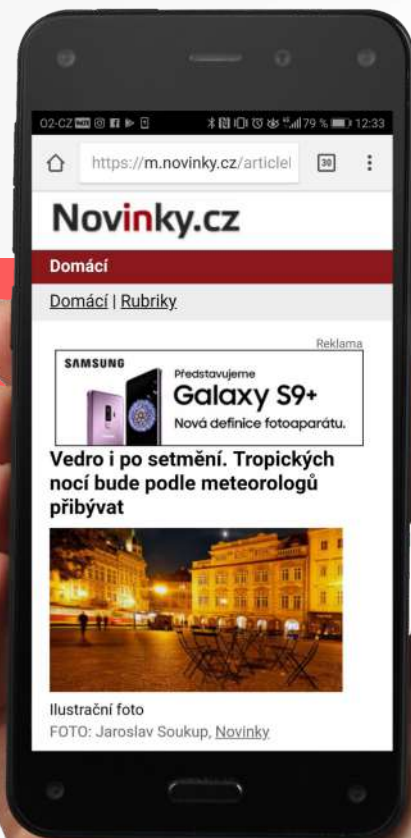 O2-CZ 79 % 12:33
https://m.novinky.cz/articlel 30
Novinky.cz
Domácí
Domácí | Rubriky
Reklama
SAMSUNG
Představujeme
Galaxy S9+
Nová definice fotoaparátu.
Vedro i po setmění. Tropických
nocí bude podle meteorologů
přibývat
Ilustrační foto
FOTO: Jaroslav Soukup, Novinky